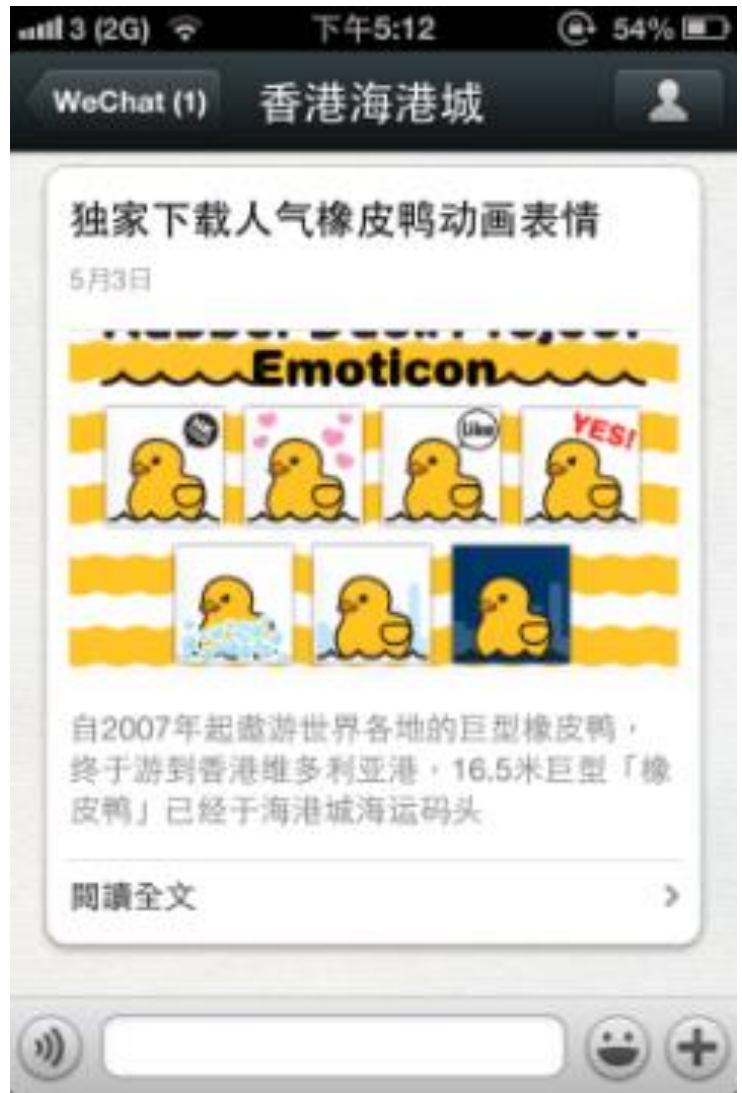 3 (2G) 下午5:12 54%
WeChat (1) 香港海港城
独家下载人气橡皮鸭动画表情
5月3日
Rubber Duck Project
Emoticon
Like YES!
自2007年起遨游世界各地的巨型橡皮鸭，
终于游到香港维多利亚港，16.5米巨型「橡
皮鸭」已经于海港城海运码头
閱讀全文